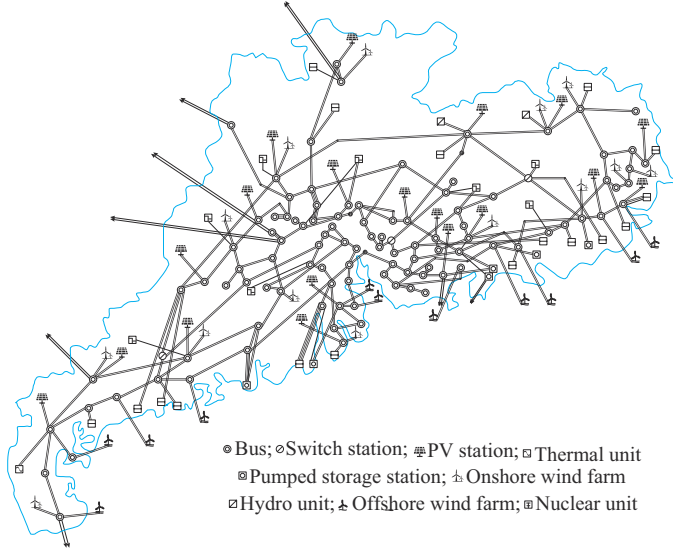 Bus; Switch station; PV station; Thermal unit
Pumped storage station; Onshore wind farm
Hydro unit; Offshore wind farm; Nuclear unit